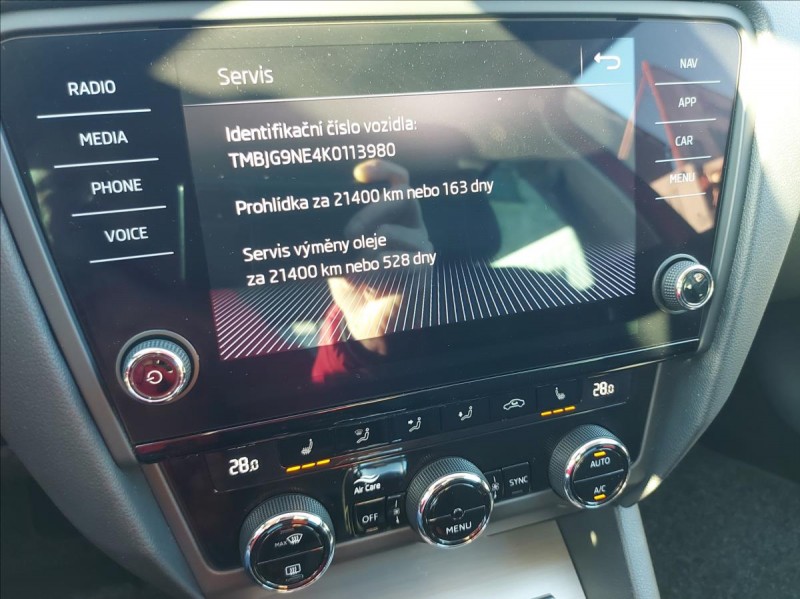 RADIO
MEDIA
PHONE
VOICE
Servis
Identifikační číslo vozidla:
TMBJG9NE4K0113980
Prohlídka za 21400 km nebo 163 dny
Servis výměny oleje
za 21400 km nebo 528 dny
NAV
APP
CAR
MENU
28.0
28.0
Air Care
OFF
MENU
SYNC
AUTO
A/C
MAX